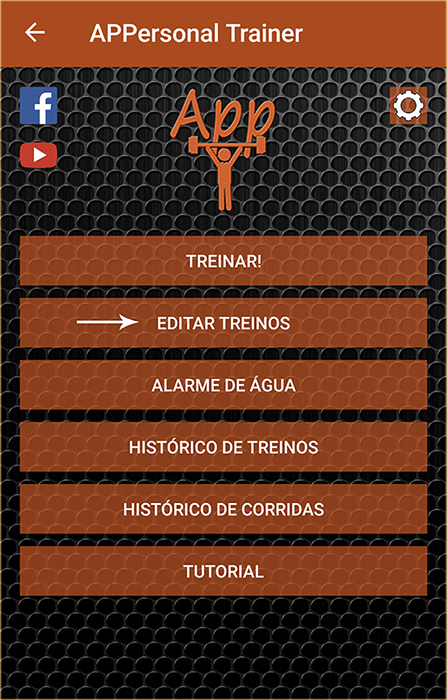 APPersonal Trainer
App
TREINAR!
EDITAR TREINOS
ALARME DE ÁGUA
HISTÓRICO DE TREINOS
HISTÓRICO DE CORRIDAS
TUTORIAL